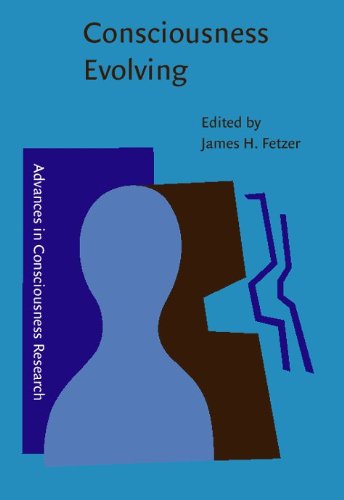 Consciousness
Evolving
Edited by
James H. Fetzer
Advances in Consciousness Research